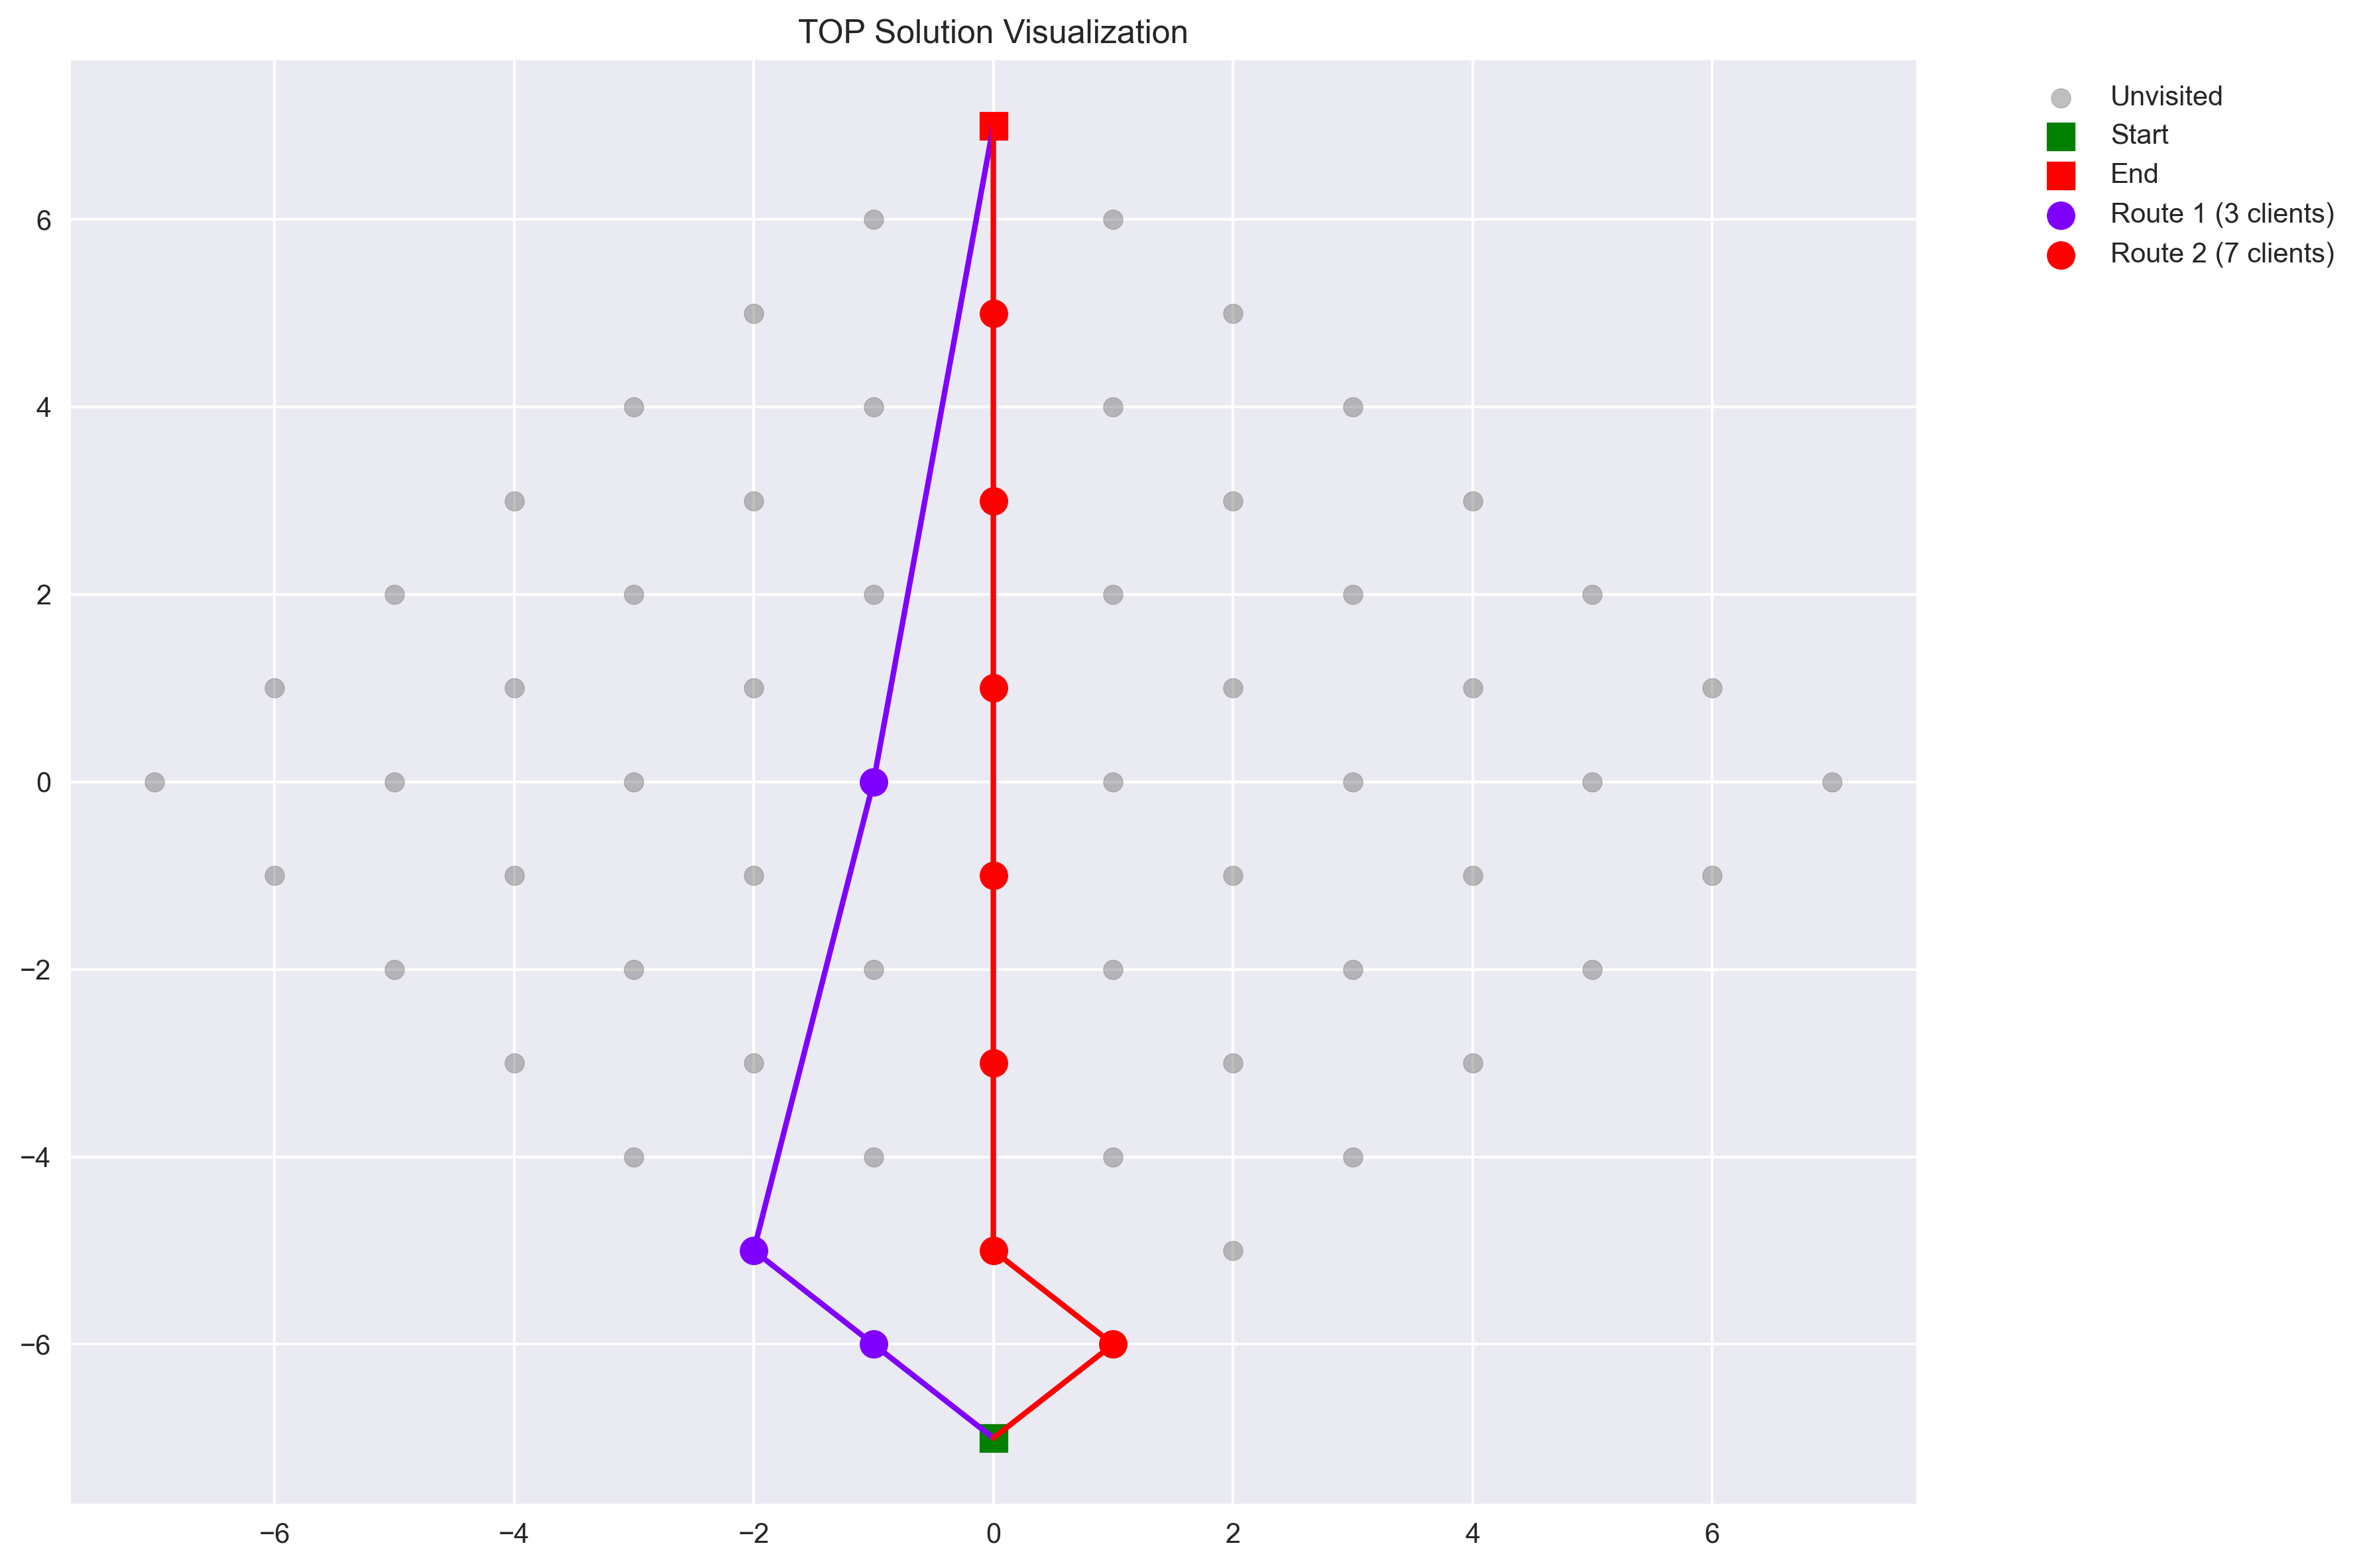 TOP Solution Visualization
Unvisited
Start
End
Route 1 (3 clients)
Route 2 (7 clients)
6
4
2
0
−2
−4
−6
−6 −4 −2 0 2 4 6